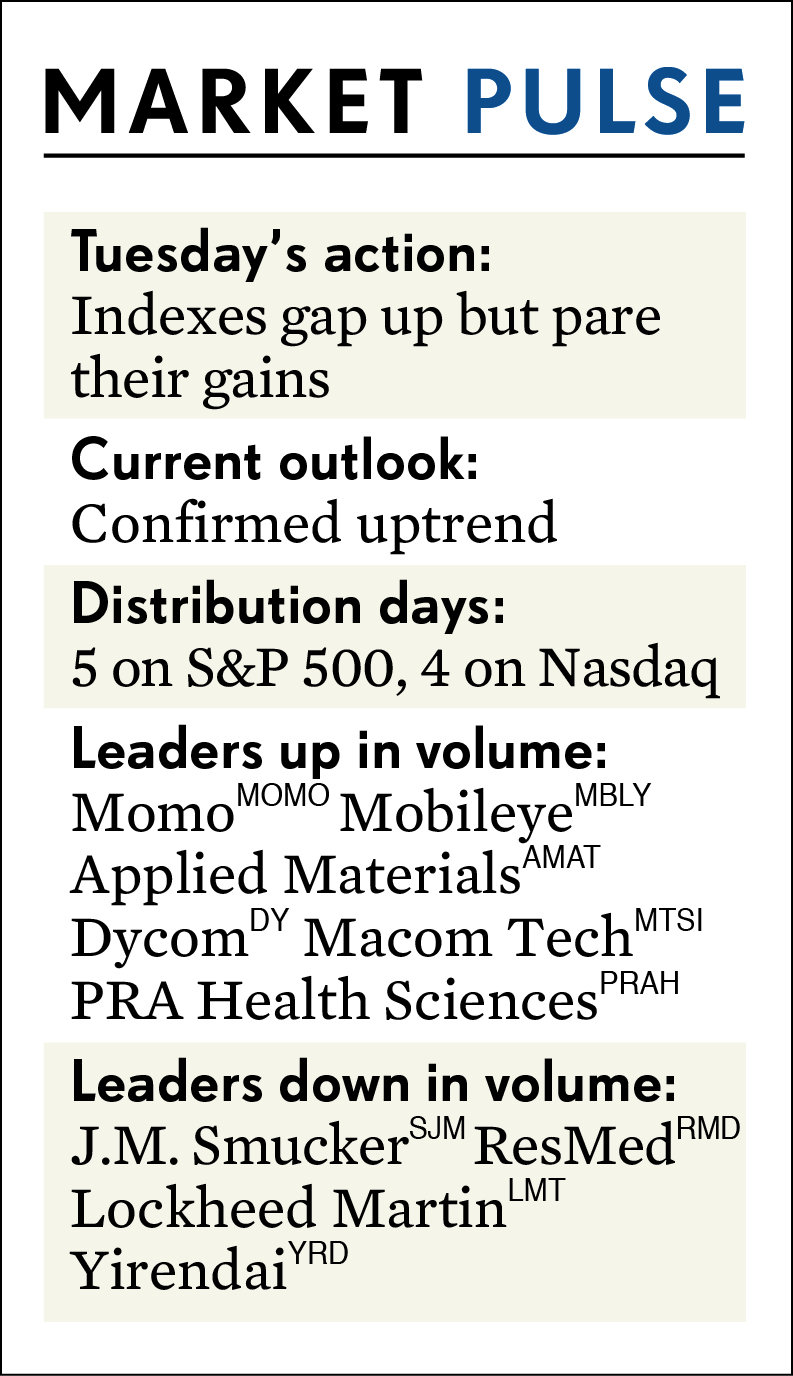 MARKET PULSE
Tuesday’s action:
Indexes gap up but pare
their gains
Current outlook:
Confirmed uptrend
Distribution days:
5 on S&P 500, 4 on Nasdaq
Leaders up in volume:
Momo MOMO Mobileye MBLY
Applied Materials AMAT
Dycom DY Macom Tech MTSI
PRA Health Sciences PRAH
Leaders down in volume:
J.M. Smucker SJM ResMed RMD
Lockheed Martin LMT
Yirendai YRD